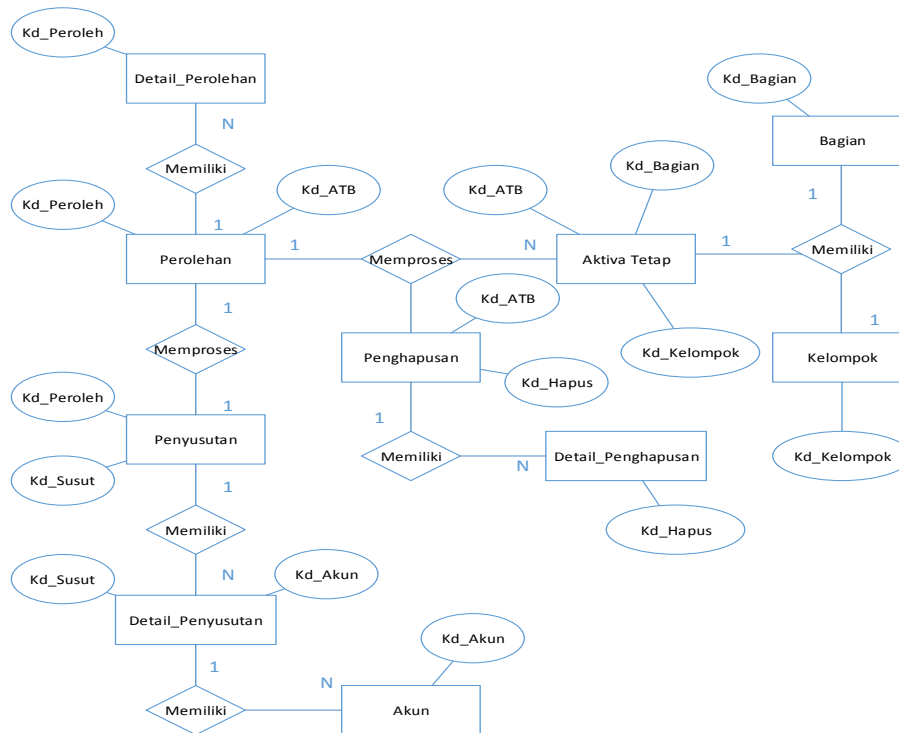 Kd_Peroleh
Detail_Perolehan
Kd_Bagian
N
Bagian
Memiliki
Kd_Bagian
Kd_ATB
Kd_ATB
Kd_Peroleh
1
1
1
1
N
Memiliki
Perolehan
Memproses
Aktiva Tetap
Kd_ATB
1
1
Memproses
Penghapusan
Kd_Kelompok
Kelompok
Kd_Hapus
Kd_Peroleh
1
1
Penyusutan
Memiliki
N
Detail_Penghapusan
Kd_Kelompok
Kd_Susut
1
Memiliki
Kd_Hapus
Kd_Susut
N
Kd_Akun
Detail_Penyusutan
Kd_Akun
1
N
Memiliki
Akun